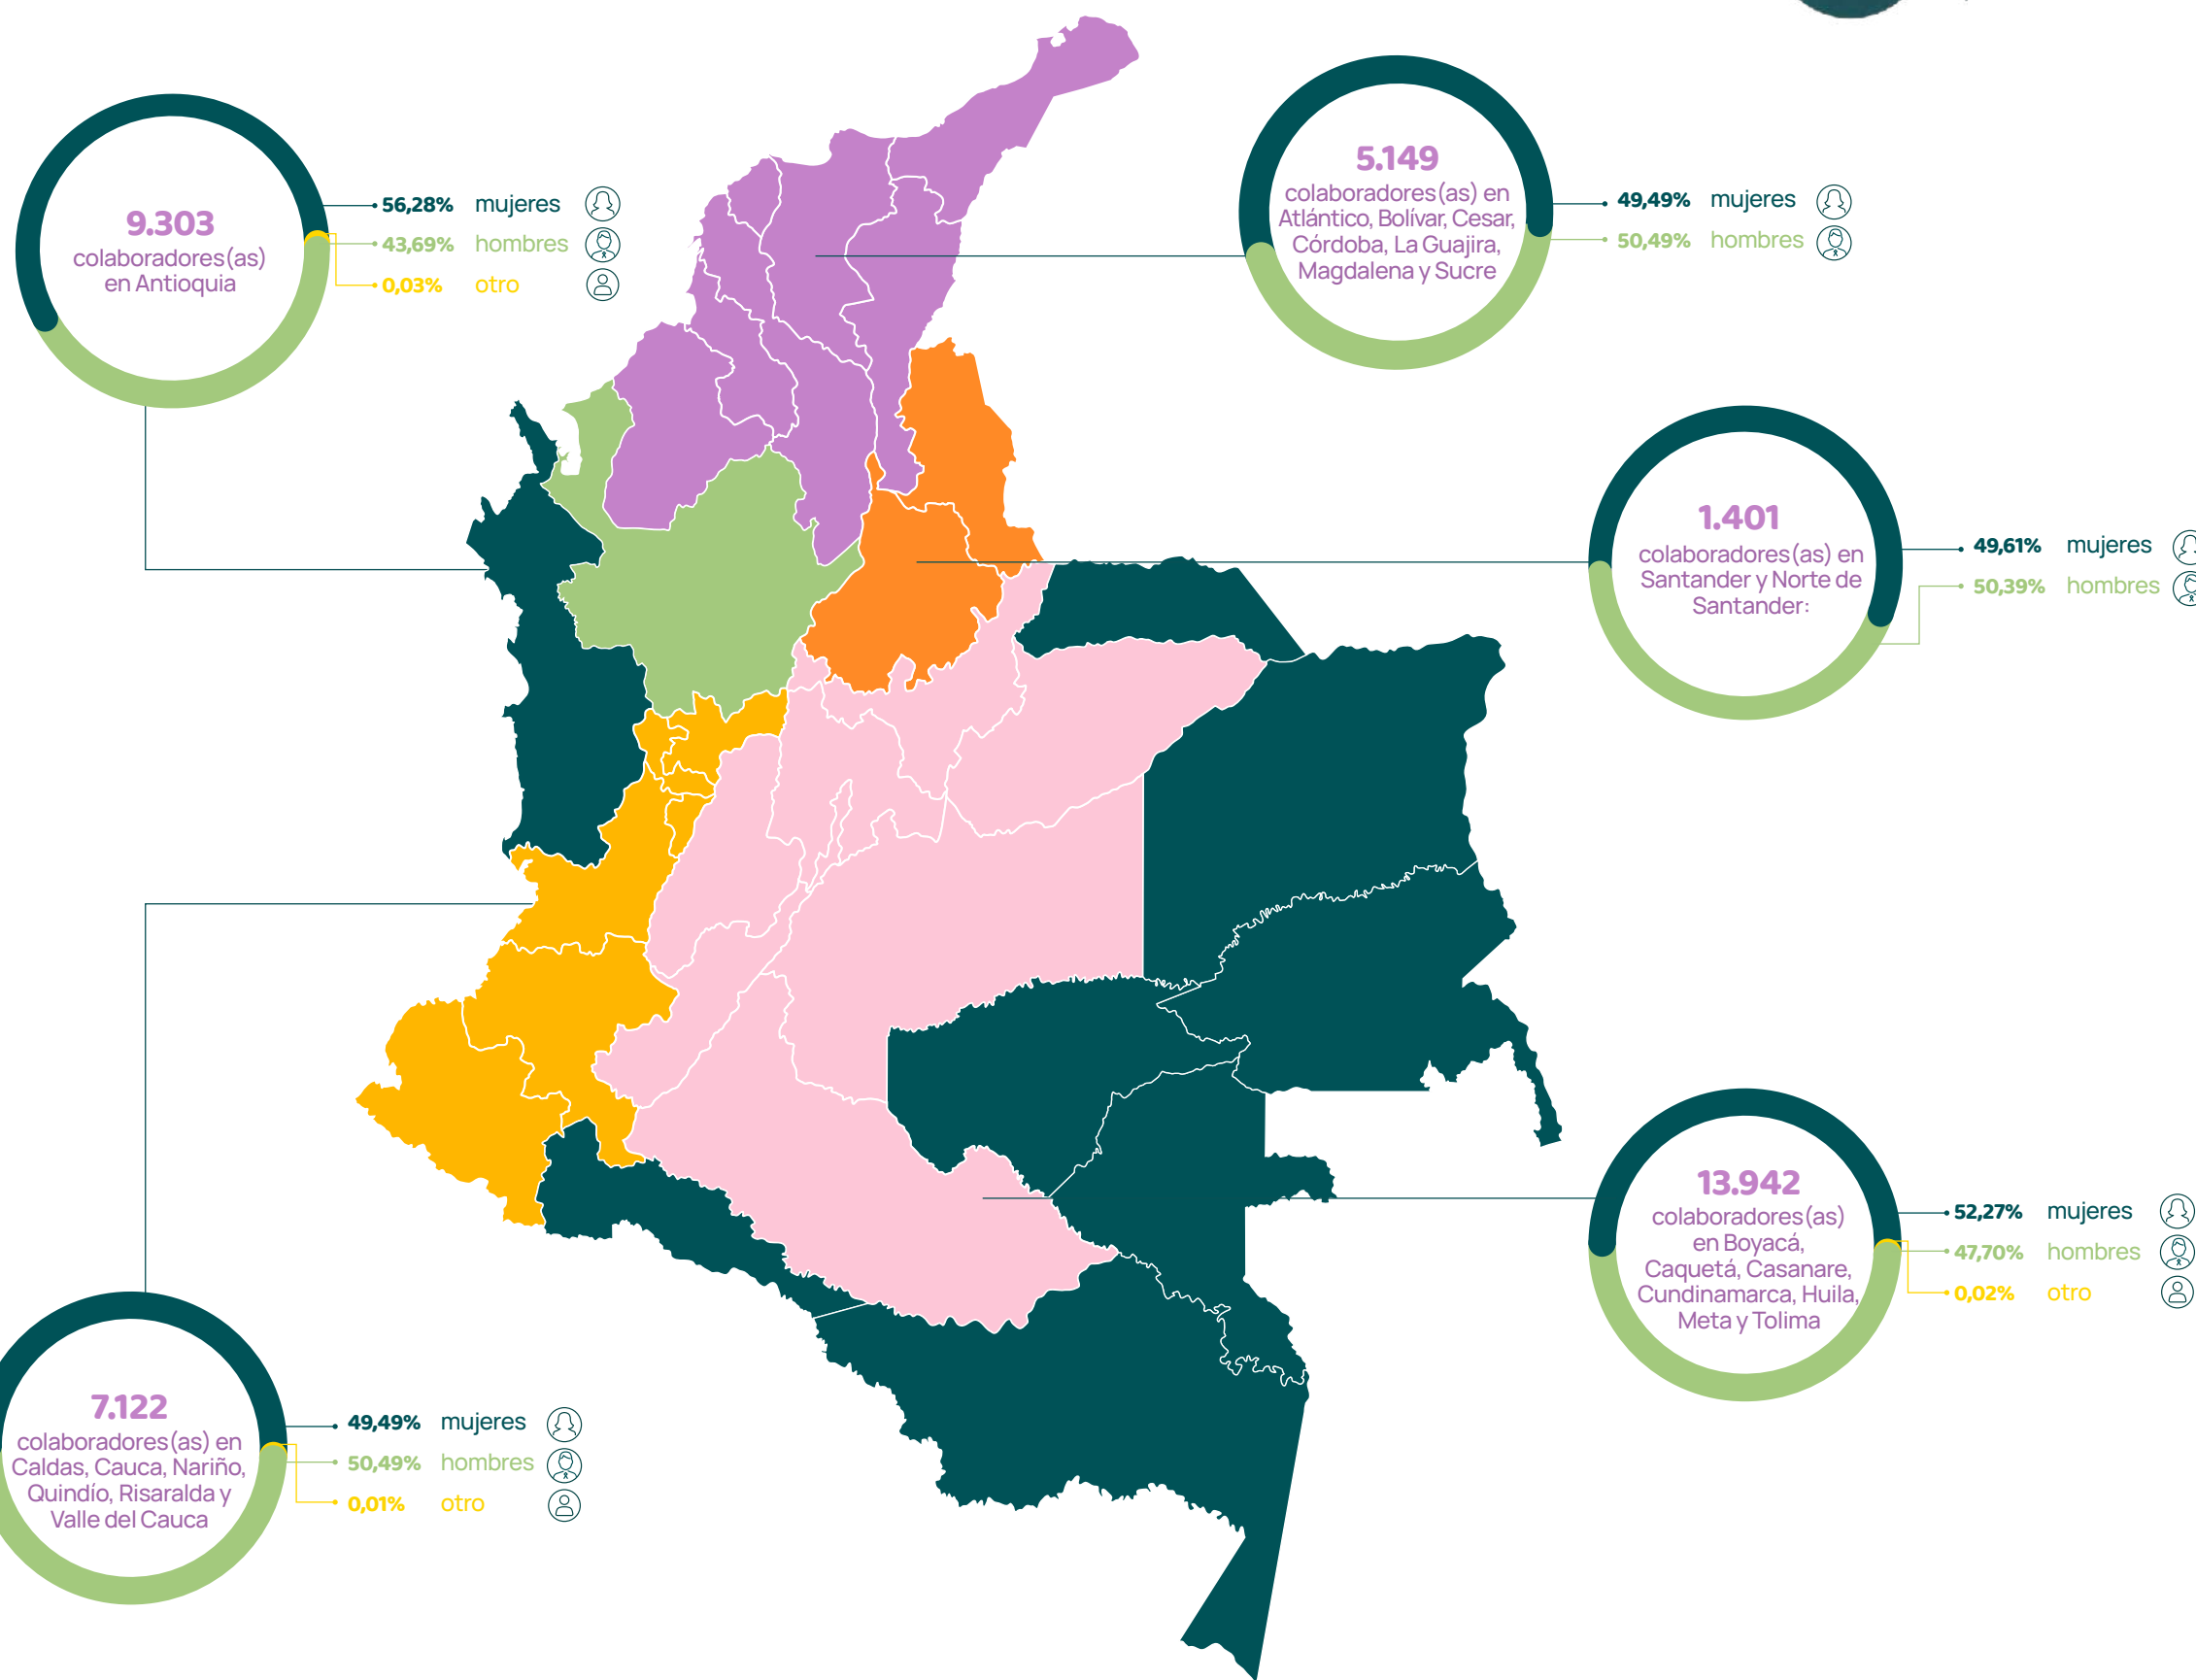 9.303
colaboradores(as)
en Antioquia
56,28% mujeres
43,69% hombres
0,03% otro
5.149
colaboradores(as) en
Atlántico, Bolívar, Cesar,
Córdoba, La Guajira,
Magdalena y Sucre
49,49% mujeres
50,49% hombres
1.401
colaboradores(as) en
Santander y Norte de
Santander:
49,61% mujeres
50,39% hombres
13.942
colaboradores(as)
en Boyacá,
Caquetá, Casanare,
Cundinamarca, Huila,
Meta y Tolima
52,27% mujeres
47,70% hombres
0,02% otro
7.122
colaboradores(as) en
Caldas, Cauca, Nariño,
Quindío, Risaralda y
Valle del Cauca
49,49% mujeres
50,49% hombres
0,01% otro